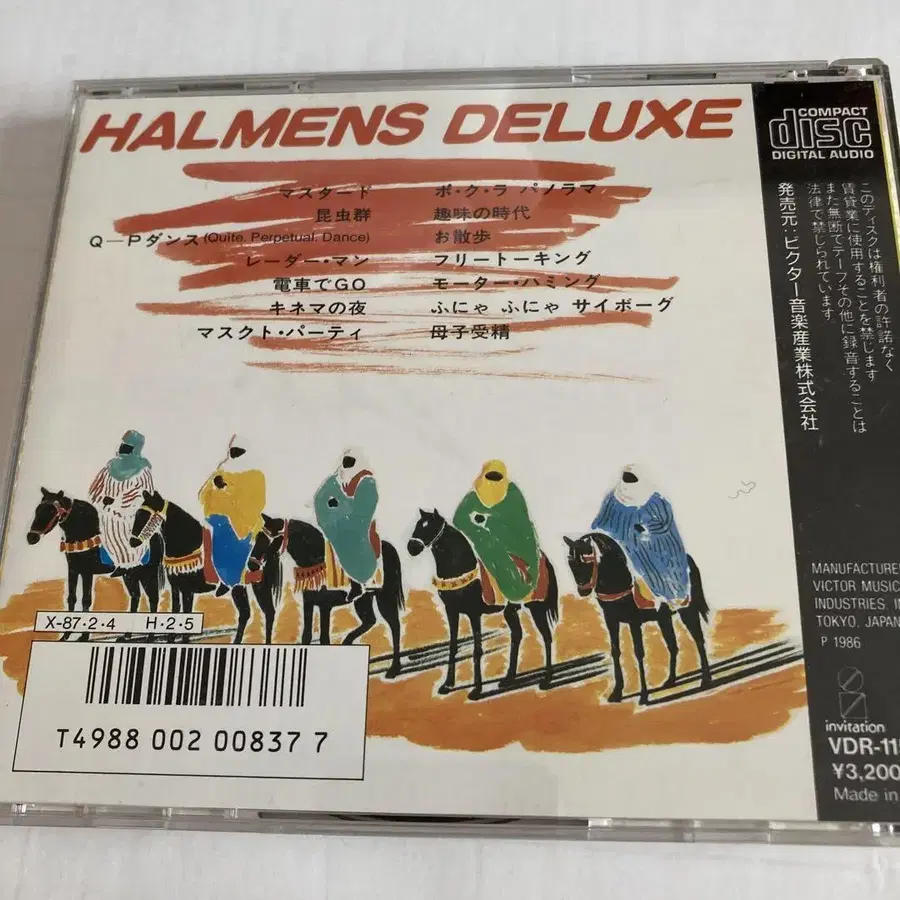 HALMENS DELUXE
マスタード
昆虫群
Q—Pダンス(Quite. Perpetual. Dance)
レーダー・マン
電車でGO
キネマの夜
マスクト・パーティ
ポ・ク・ラ パノラマ
趣味の時代
お散歩
フリートーキング
モーター・ハミング
ふにゃ ふにゃ サイボーグ
母子受精
COMPACT
disc
DIGITAL AUDIO
このディスクは権利者の許諾なく
賃貸業に使用することを禁じます
また無断でテープその他に録音することは
法律で禁じられています。
発売元:ビクター音楽産業株式会社
X-87・2・4 H・2・5
T4988 002 00837 7
MANUFACTURED
VICTOR MUSIC
INDUSTRIES, IN
TOKYO, JAPAN
P 1986
invitation
VDR-115
¥3,200
Made in